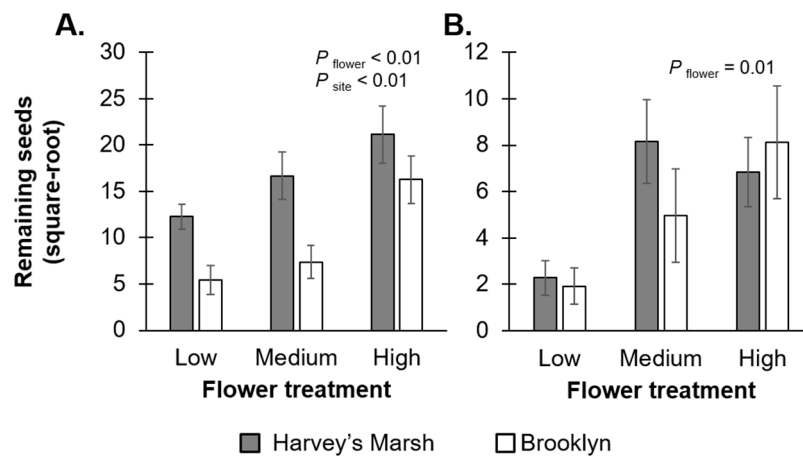 A.
B.
Remaining seeds
(square-root)
30
25
20
15
10
5
0
P flower < 0.01
P site < 0.01
Low Medium High
Flower treatment
12
10
8
6
4
2
0
P flower = 0.01
Low Medium High
Flower treatment
Harvey's Marsh Brooklyn